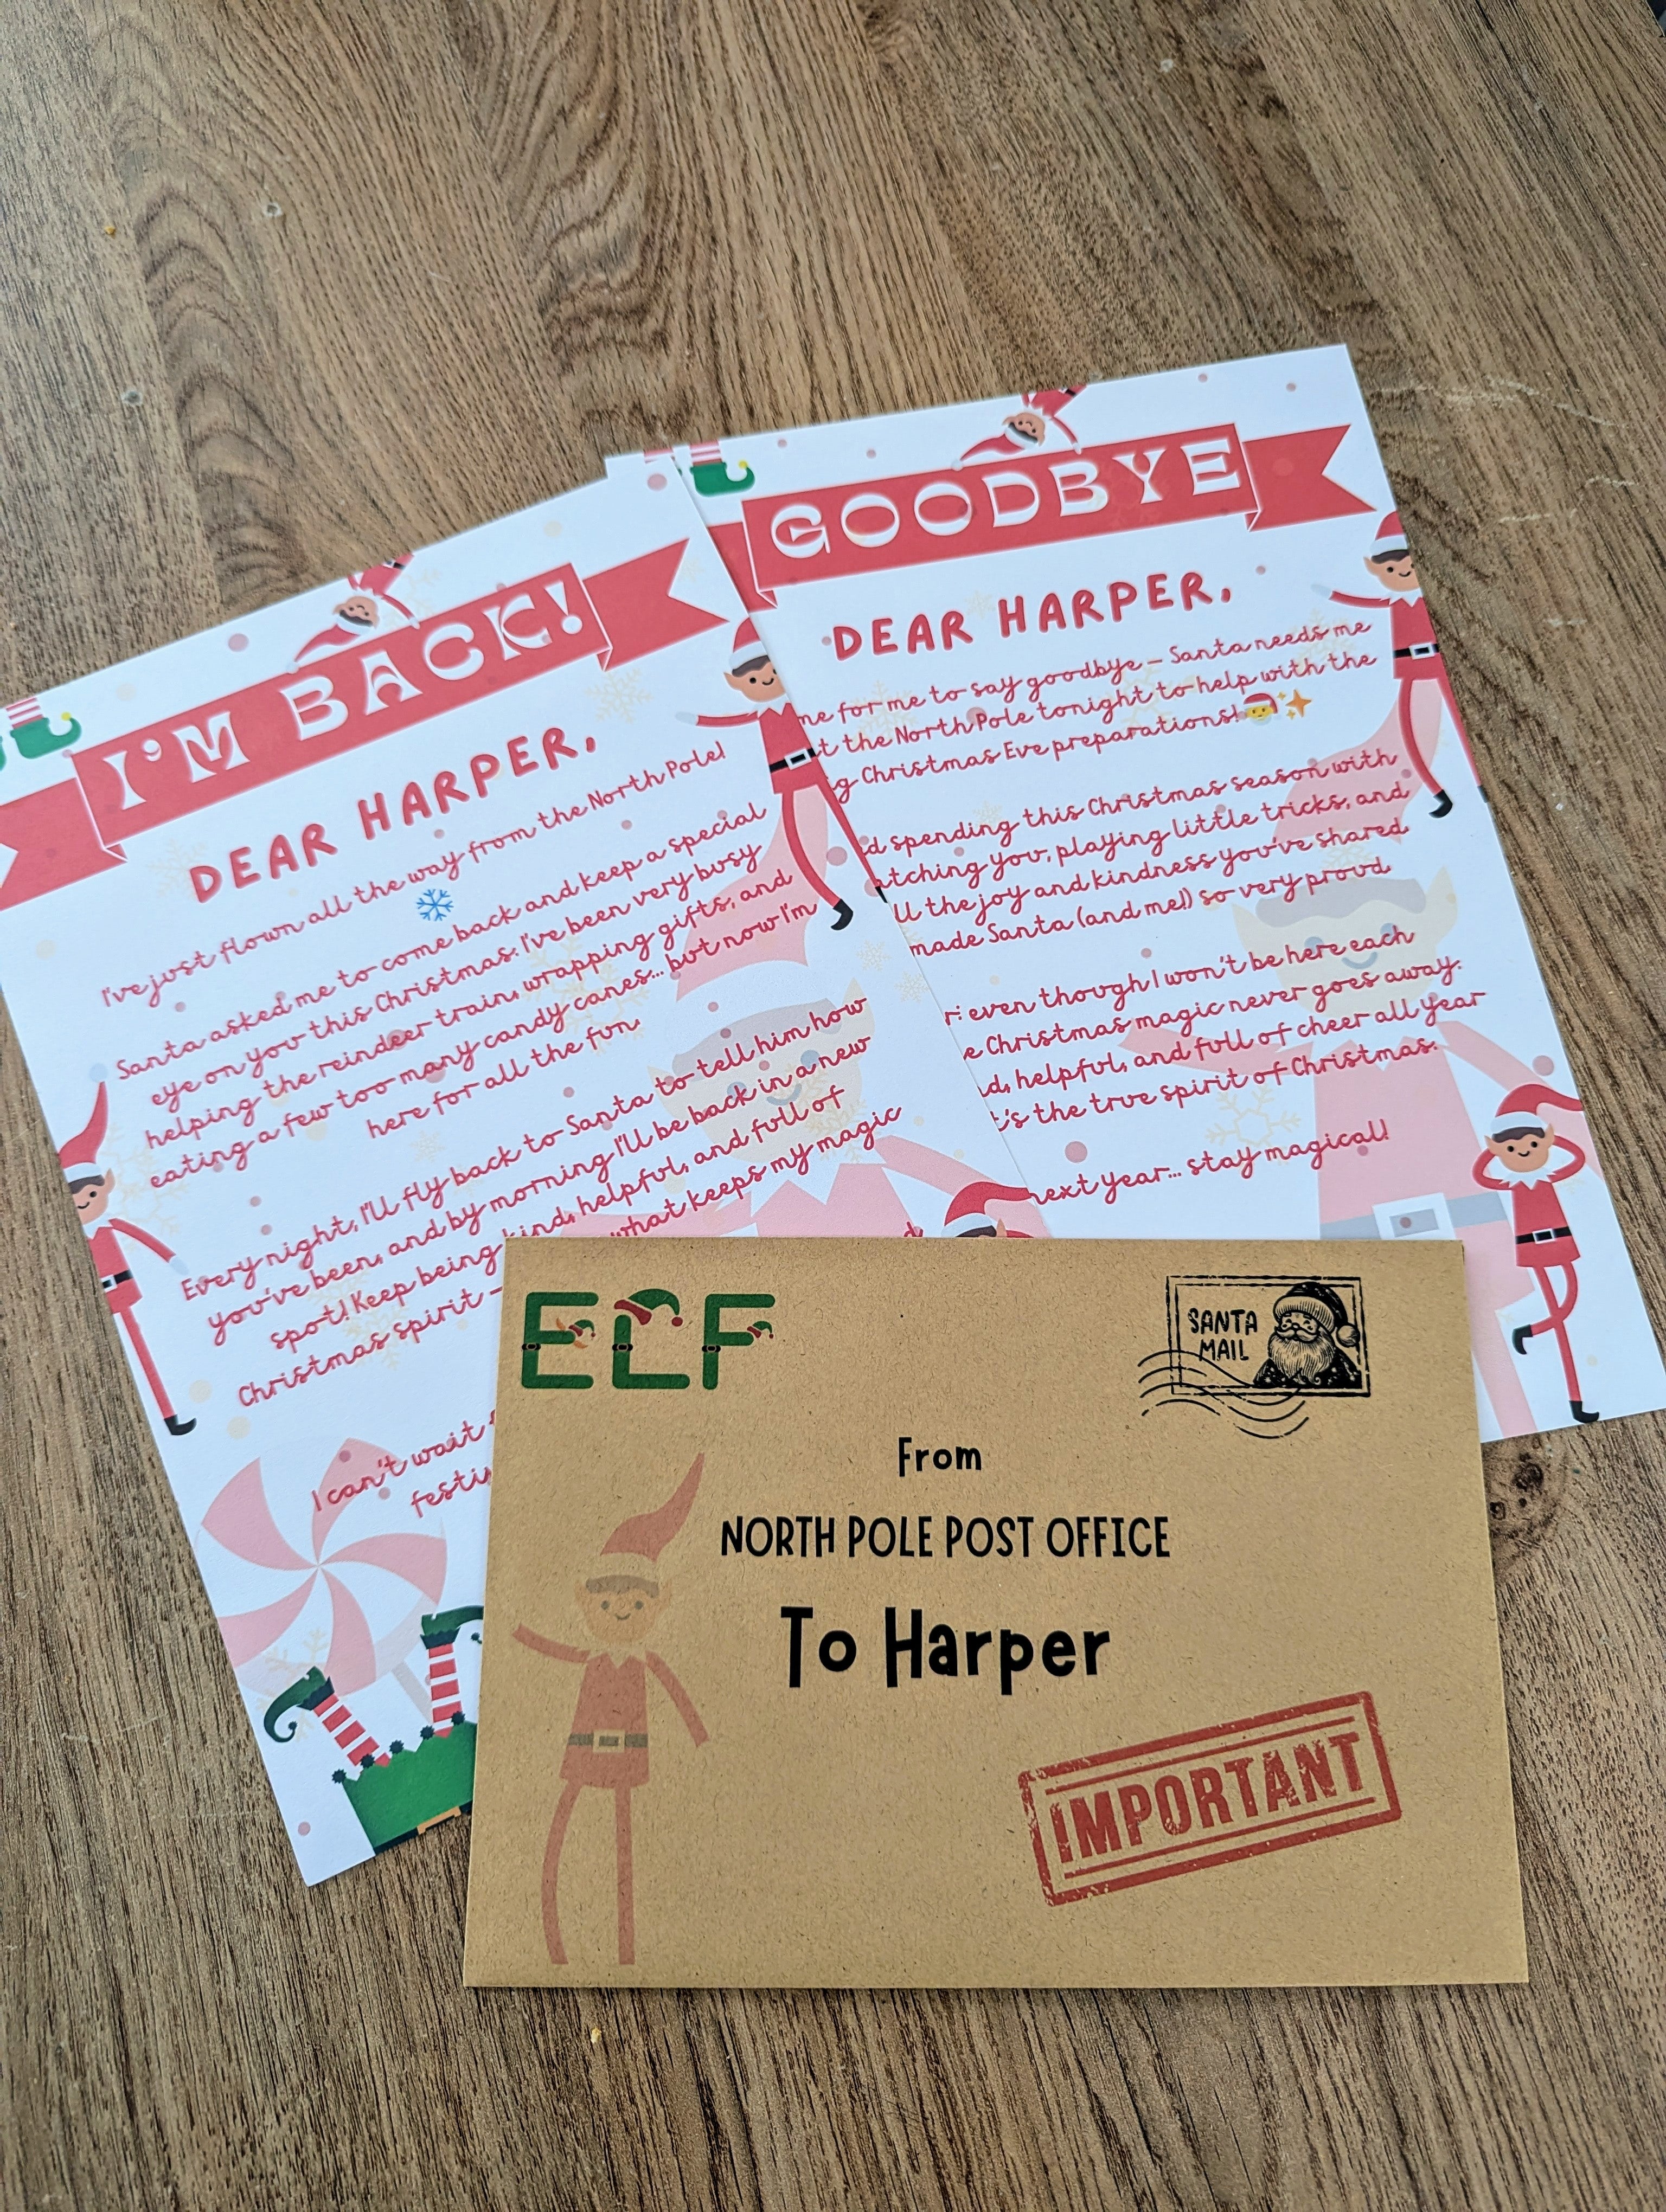 I'M BACK!
DEAR HARPER,
I've just flown all the way from the North Pole!
❄️
Santa asked me to come back and keep a special
eye on you this Christmas. I've been very busy
helping the reindeer train, wrapping gifts, and
eating a few too many candy canes... but now I'm
here for all the fun.
Every night, I'll fly back to Santa to tell him how
you've been, and by morning I'll be back in a new
spot! Keep being kind, helpful, and full of
Christmas spirit – what keeps my magic
I can't wait
GOODBYE
DEAR HARPER,
for me to say goodbye – Santa needs me
the North Pole tonight to help with the
Christmas Eve preparations! 🎅✨
spending this Christmas season with
you, playing little tricks, and
the joy and kindness you've shared
made Santa (and me!) so very proud.
even though I won't be here each
Christmas magic never goes away.
helpful, and full of cheer all year
the true spirit of Christmas.
next year... stay magical!
ELF
SANTA
MAIL
From
NORTH POLE POST OFFICE
To Harper
IMPORTANT